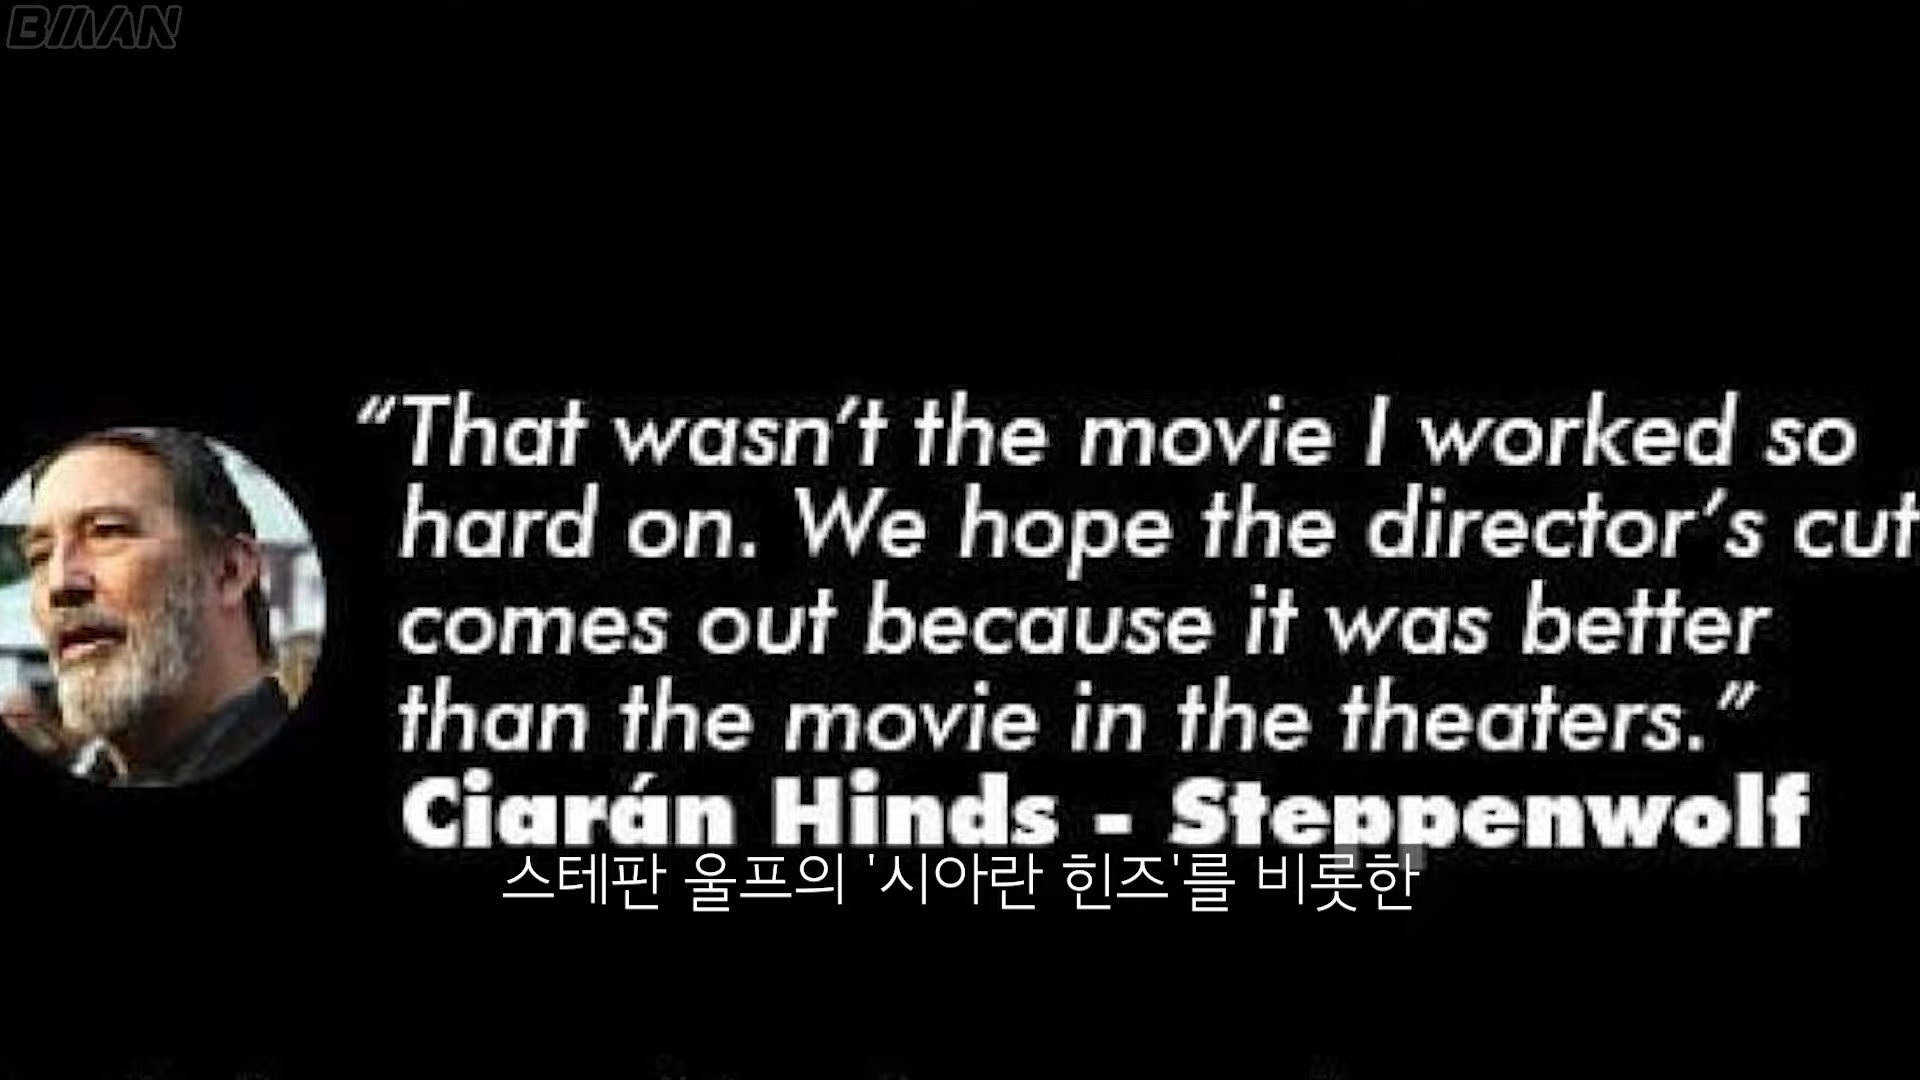 BIIVAN
“That wasn’t the movie I worked so
hard on. We hope the director’s cut
comes out because it was better
than the movie in the theaters.”
Ciarán Hinds - Steppenwolf
스테판 울프의 '시아란 힌즈'를 비롯한